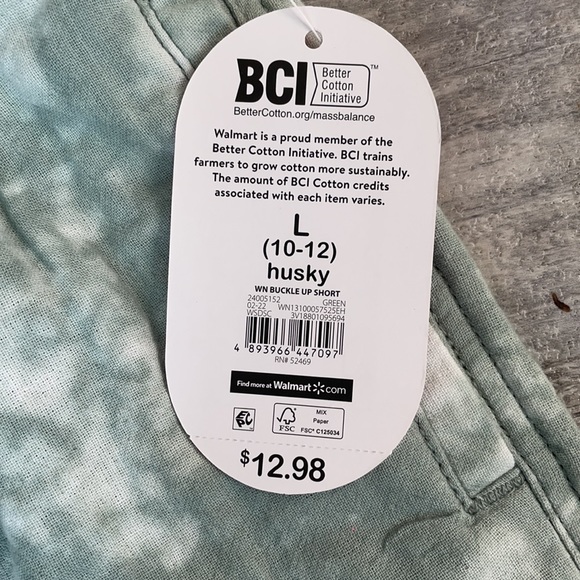 BCI Better Cotton Initiative™
BetterCotton.org/massbalance
Walmart is a proud member of the
Better Cotton Initiative. BCI trains
farmers to grow cotton more sustainably.
The amount of BCI Cotton credits
associated with each item varies.
L
(10-12)
husky
WN BUCKLE UP SHORT
24005152 GREEN
02-22 WN13100057525EH
WSDSC 3V18801095694
4 893966 447097
RN# 52469
Find more at Walmart.com
FSC MIX
Paper
FSC® C125034
$12.98